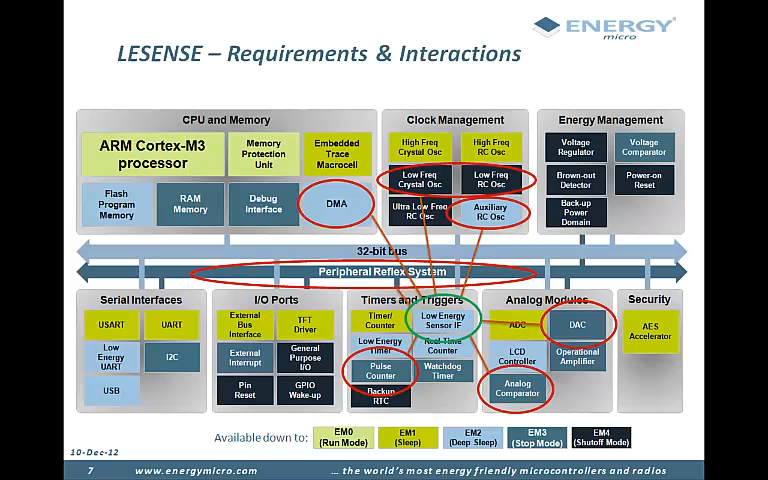 ENERGY
micro
LESENSE – Requirements & Interactions
CPU and Memory
ARM Cortex-M3
processor
Memory
Protection
Unit
Embedded
Trace
Macrocell
Flash
Program
Memory
RAM
Memory
Debug
Interface
DMA
Clock Management
High Freq
Crystal Osc
High Freq
RC Osc
Low Freq
Crystal Osc
Low Freq
RC Osc
Ultra Low Freq
RC Osc
Auxiliary
RC Osc
Energy Management
Voltage
Regulator
Voltage
Comparator
Brown-out
Detector
Power-on
Reset
Back-up
Power
Domain
32-bit bus
Peripheral Reflex System
Serial Interfaces
USART
UART
Low
Energy
UART
I2C
USB
I/O Ports
External
Bus
Interface
TFT
Driver
External
Interrupt
General
Purpose
I/O
Pin
Reset
GPIO
Wake-up
Timers and Triggers
Timer/
Counter
Low Energy
Sensor IF
Low Energy
Timer
Real Time
Counter
Pulse
Counter
Watchdog
Timer
Backup
RTC
Analog Modules
ADC
DAC
LCD
Controller
Operational
Amplifier
Analog
Comparator
Security
AES
Accelerator
Available down to:
EM0
(Run Mode)
EM1
(Sleep)
EM2
(Deep Sleep)
EM3
(Stop Mode)
EM4
(Shutoff Mode)
10-Dec-12
7
www.energymicro.com
... the world's most energy friendly microcontrollers and radios